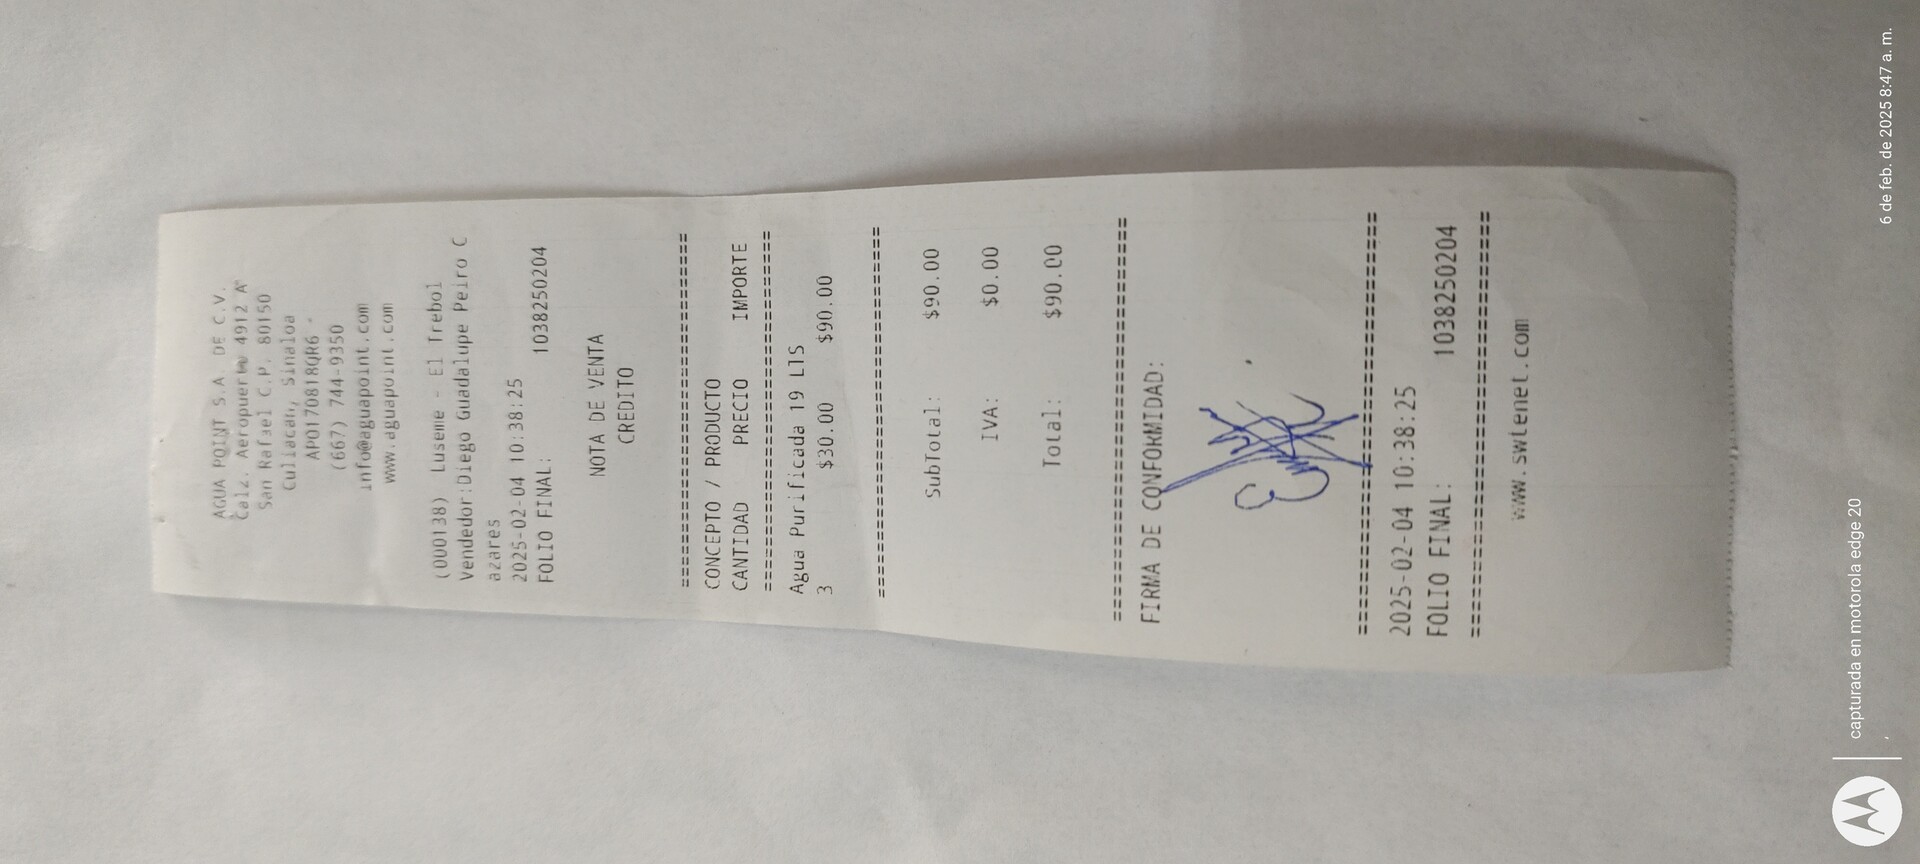 AGUA POINT S.A. DE C.V.
Calz. Aeropuerto 4912 A
San Rafael C.P. 80150
Culiacan, Sinaloa
APO170818QR6 -
(667) 744-9350
info@aguapoint.com
www.aguapoint.com
(000138) Luseme - El Trebol
Vendedor:Diego Guadalupe Peiro C
azares
2025-02-04 10:38:25
FOLIO FINAL: 1038250204
NOTA DE VENTA
CREDITO
================================
CONCEPTO / PRODUCTO
CANTIDAD PRECIO IMPORTE
================================
Agua Purificada 19 LTS
3 $30.00 $90.00
================================
SubTotal: $90.00
IVA: $0.00
Total: $90.00
================================
FIRMA DE CONFORMIDAD:
================================
2025-02-04 10:38:25
FOLIO FINAL: 1038250204
================================
www.swtenet.com
capturada en motorola edge 20
6 de feb. de 2025 8:47 a. m.